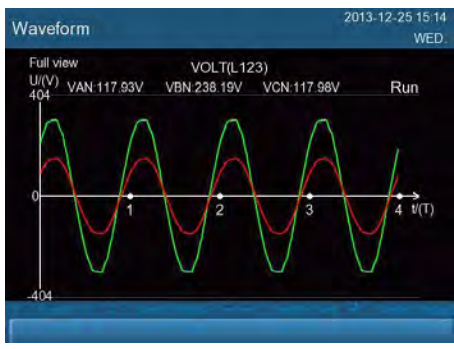 Waveform
2013-12-25 15:14
WED.
Full view
VOLT(L123)
U/(V)
VAN:117.93V VBN:238.19V VCN:117.98V Run
404
0
1 2 3 4 t/(T)
-404